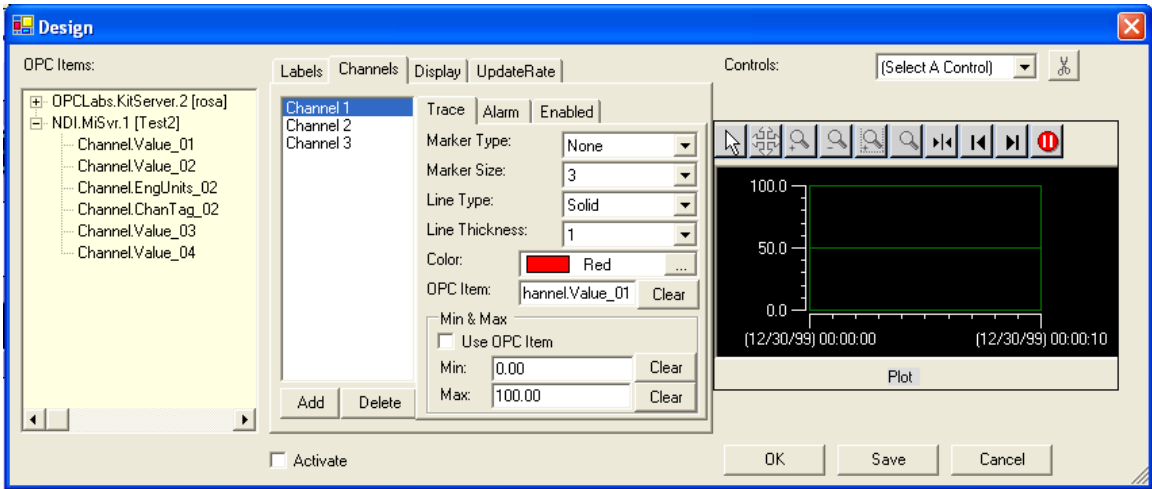 Design
OPC Items:
OPCLabs.KitServer.2 [rosa]
NDI.MiSvr.1 [Test2]
Channel.Value_01
Channel.Value_02
Channel.EngUnits_02
Channel.ChanTag_02
Channel.Value_03
Channel.Value_04
Labels Channels Display UpdateRate
Channel 1
Channel 2
Channel 3
Add Delete
Trace Alarm Enabled
Marker Type: None
Marker Size: 3
Line Type: Solid
Line Thickness: 1
Color: Red ...
OPC Item: hannel.Value_01 Clear
Min & Max
Use OPC Item
Min: 0.00 Clear
Max: 100.00 Clear
Activate
Controls: (Select A Control)
100.0
50.0
0.0
(12/30/99) 00:00:00 (12/30/99) 00:00:10
Plot
OK Save Cancel